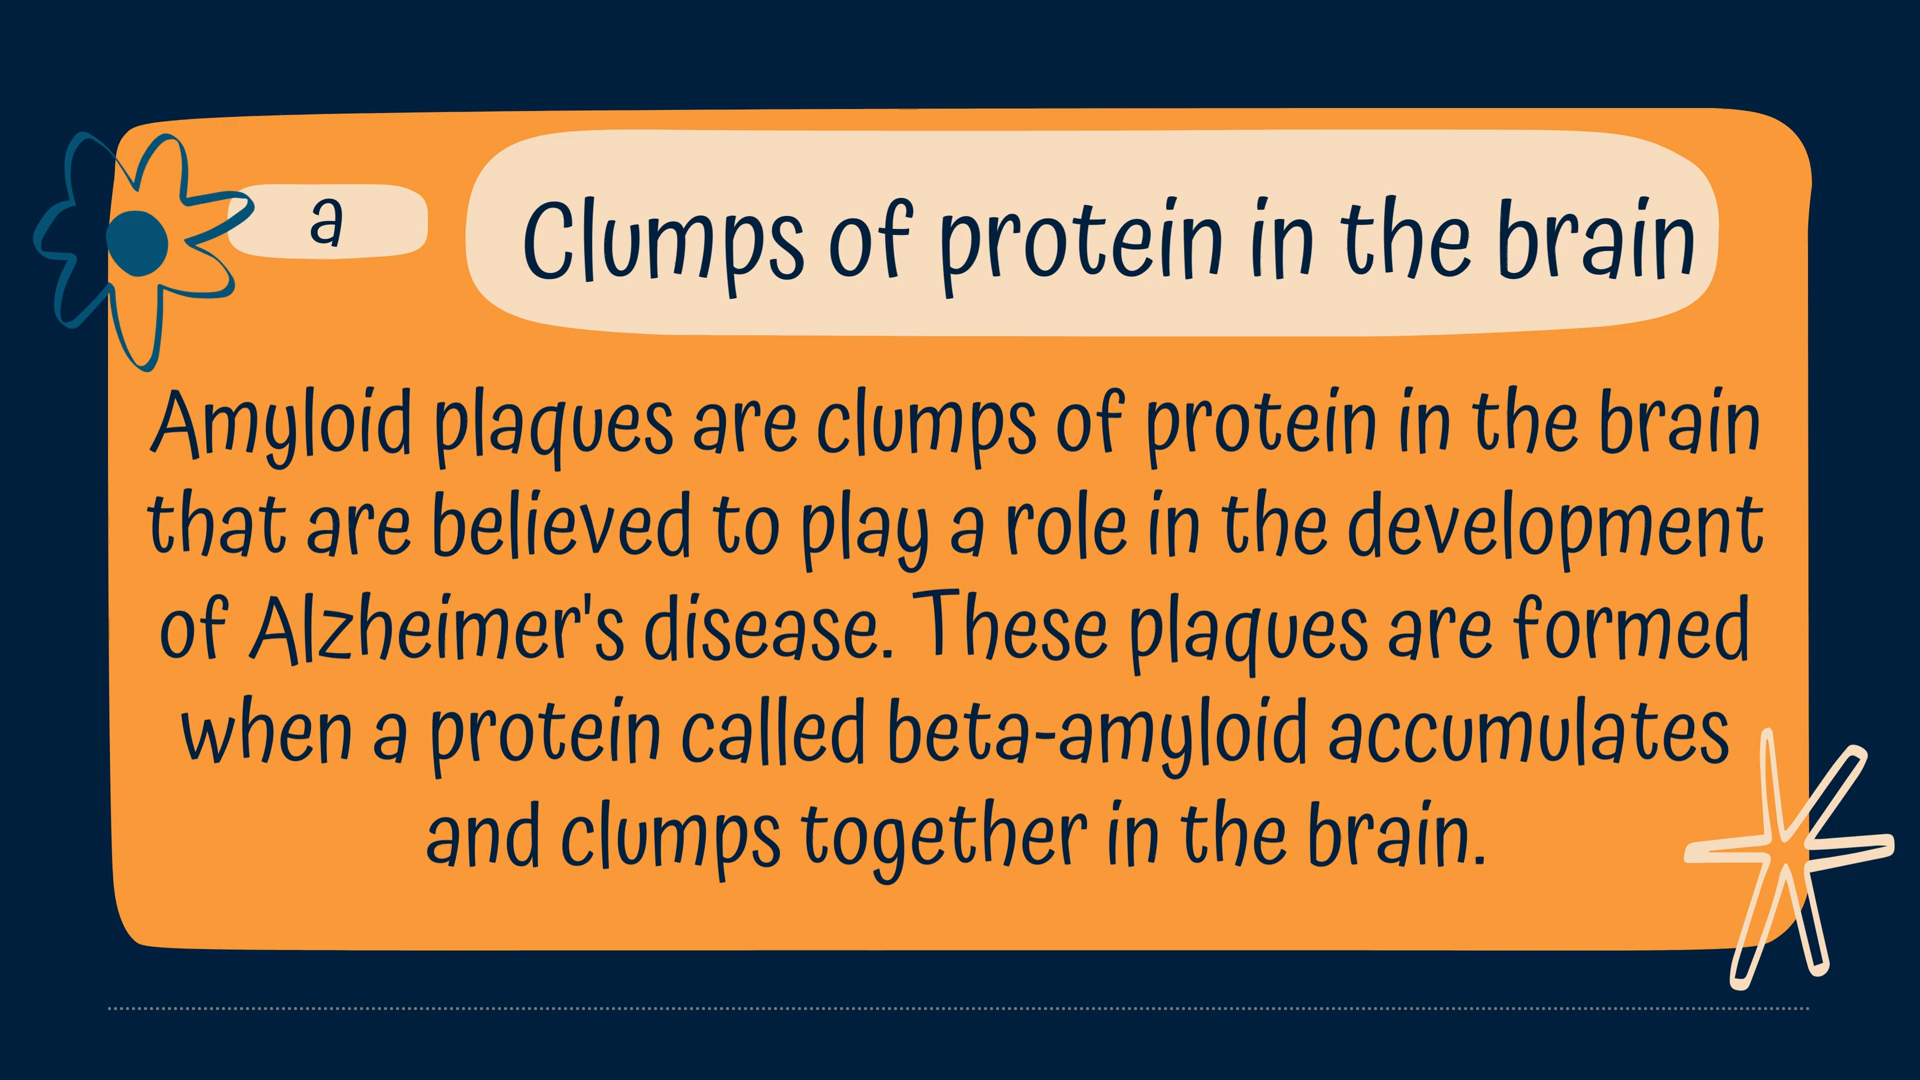 a
Clumps of protein in the brain
Amyloid plaques are clumps of protein in the brain
that are believed to play a role in the development
of Alzheimer's disease. These plaques are formed
when a protein called beta-amyloid accumulates
and clumps together in the brain.